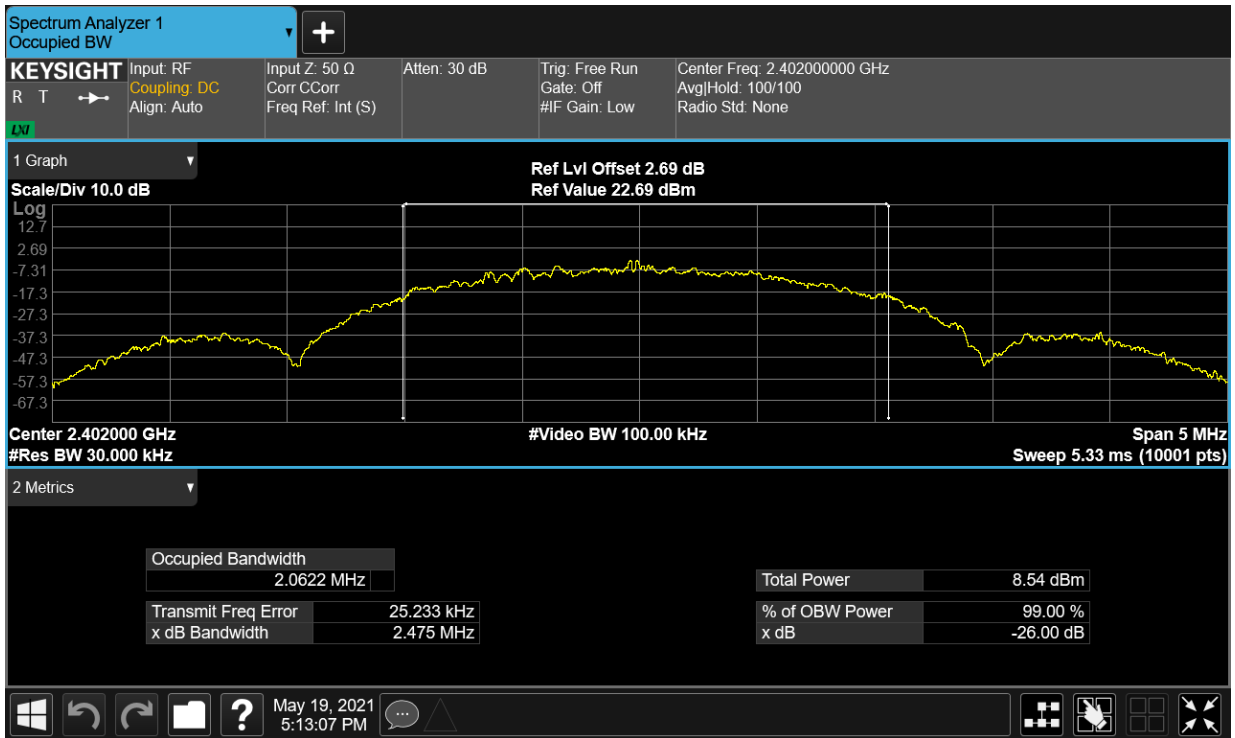 Spectrum Analyzer 1
Occupied BW
KEYSIGHT
R T
LXI
Input: RF
Coupling: DC
Align: Auto
Input Z: 50 Ω
Corr CCorr
Freq Ref: Int (S)
Atten: 30 dB
Trig: Free Run
Gate: Off
#IF Gain: Low
Center Freq: 2.402000000 GHz
Avg|Hold: 100/100
Radio Std: None
1 Graph
Scale/Div 10.0 dB
Ref Lvl Offset 2.69 dB
Ref Value 22.69 dBm
Log
12.7
2.69
-7.31
-17.3
-27.3
-37.3
-47.3
-57.3
-67.3
Center 2.402000 GHz
#Video BW 100.00 kHz
Span 5 MHz
#Res BW 30.000 kHz
Sweep 5.33 ms (10001 pts)
2 Metrics
Occupied Bandwidth
2.0622 MHz
Total Power 8.54 dBm
Transmit Freq Error 25.233 kHz
% of OBW Power 99.00 %
x dB Bandwidth 2.475 MHz
x dB -26.00 dB
?
May 19, 2021
5:13:07 PM